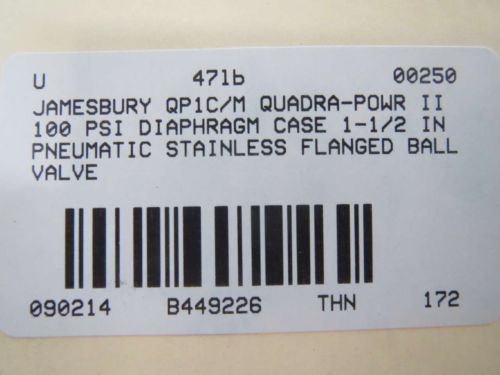 U 47lb 00250
JAMESBURY QP1C/M QUADRA-POWR II
100 PSI DIAPHRAGM CASE 1-1/2 IN
PNEUMATIC STAINLESS FLANGED BALL
VALVE
090214 B449226 THN 172